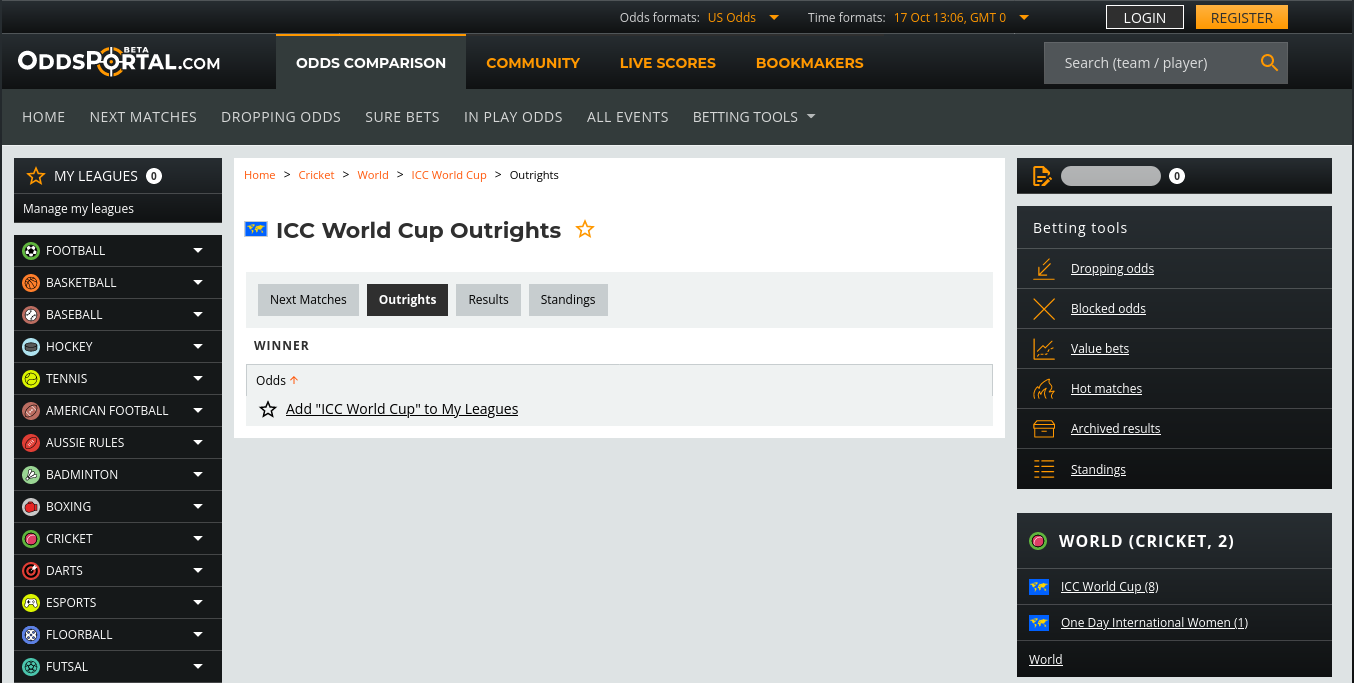 Odds formats: US Odds Time formats: 17 Oct 13:06, GMT 0 LOGIN REGISTER
ODDSPORTAL.COM BETA
ODDS COMPARISON COMMUNITY LIVE SCORES BOOKMAKERS Search (team / player)
HOME NEXT MATCHES DROPPING ODDS SURE BETS IN PLAY ODDS ALL EVENTS BETTING TOOLS
MY LEAGUES 0
Manage my leagues
FOOTBALL
BASKETBALL
BASEBALL
HOCKEY
TENNIS
AMERICAN FOOTBALL
AUSSIE RULES
BADMINTON
BOXING
CRICKET
DARTS
ESPORTS
FLOORBALL
FUTSAL
Home > Cricket > World > ICC World Cup > Outrights
ICC World Cup Outrights
Next Matches Outrights Results Standings
WINNER
Odds ↑
Add "ICC World Cup" to My Leagues
0
Betting tools
Dropping odds
Blocked odds
Value bets
Hot matches
Archived results
Standings
WORLD (CRICKET, 2)
ICC World Cup (8)
One Day International Women (1)
World